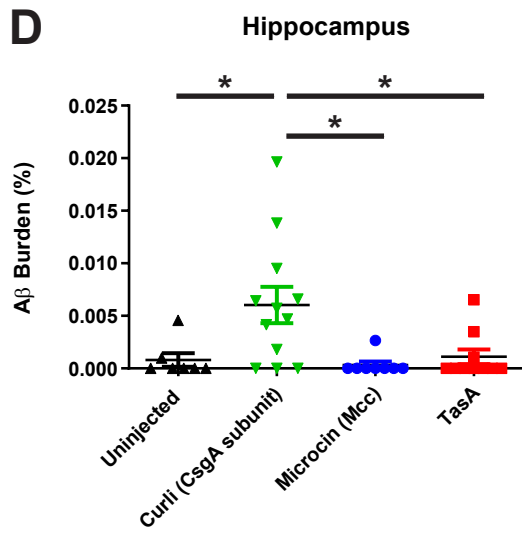 D
Hippocampus
*
*
*
Aβ Burden (%)
0.025
0.020
0.015
0.010
0.005
0.000
Uninjected
Curli (CsgA subunit)
Microcin (Mcc)
TasA